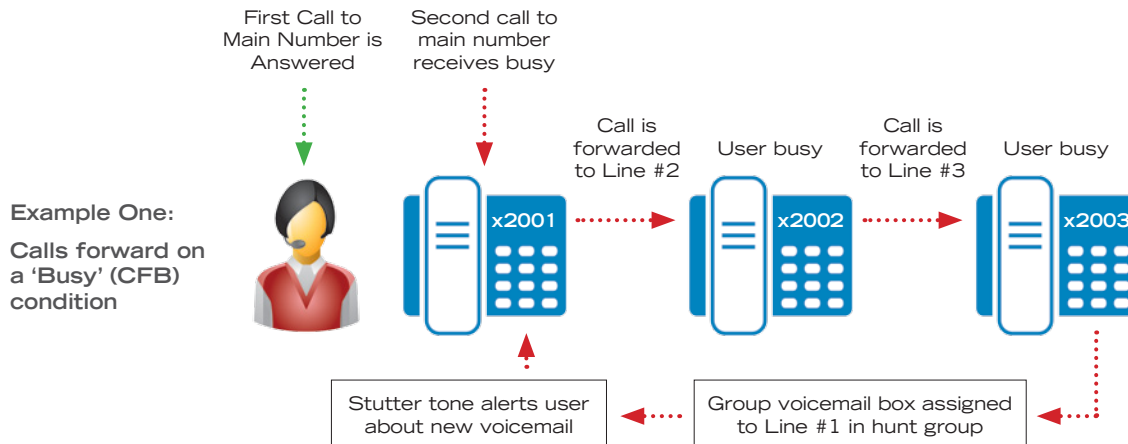 First Call to
Main Number is
Answered
Second call to
main number
receives busy
Call is
forwarded
to Line #2
User busy
Call is
forwarded
to Line #3
User busy
Example One:
Calls forward on
a ‘Busy’ (CFB)
condition
x2001
x2002
x2003
Stutter tone alerts user
about new voicemail
Group voicemail box assigned
to Line #1 in hunt group